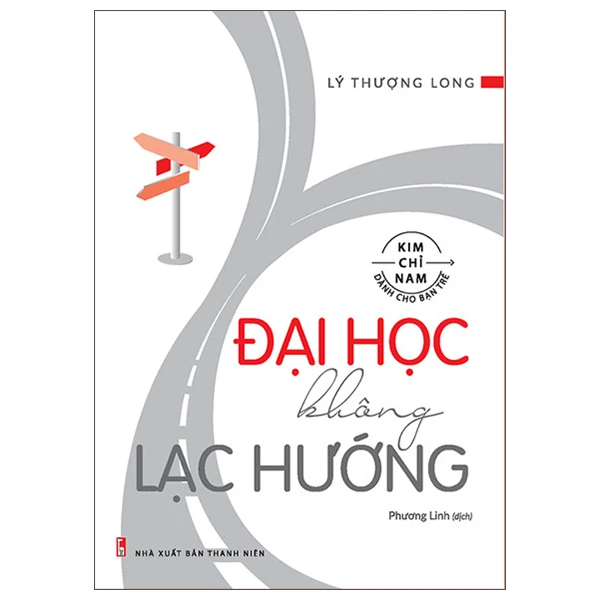 LÝ THƯỢNG LONG
KIM
CHỈ
NAM
DÀNH CHO BẠN TRẺ
ĐẠI HỌC
không
LẠC HƯỚNG
Phương Linh (dịch)
NHÀ XUẤT BẢN THANH NIÊN